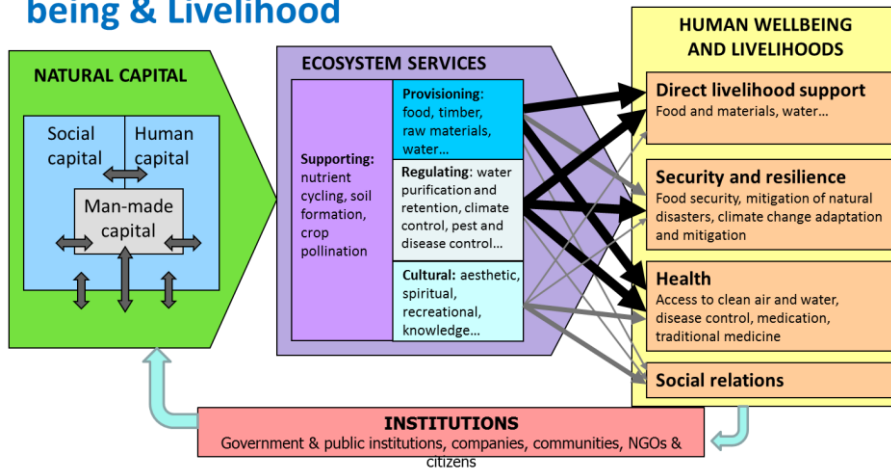 being & Livelihood
NATURAL CAPITAL
Social
capital
Human
capital
Man-made
capital
ECOSYSTEM SERVICES
Supporting:
nutrient
cycling, soil
formation,
crop
pollination
Provisioning:
food, timber,
raw materials,
water…
Regulating: water
purification and
retention, climate
control, pest and
disease control…
Cultural: aesthetic,
spiritual,
recreational,
knowledge…
HUMAN WELLBEING
AND LIVELIHOODS
Direct livelihood support
Food and materials, water…
Security and resilience
Food security, mitigation of natural
disasters, climate change adaptation
and mitigation
Health
Access to clean air and water,
disease control, medication,
traditional medicine
Social relations
INSTITUTIONS
Government & public institutions, companies, communities, NGOs &
citizens